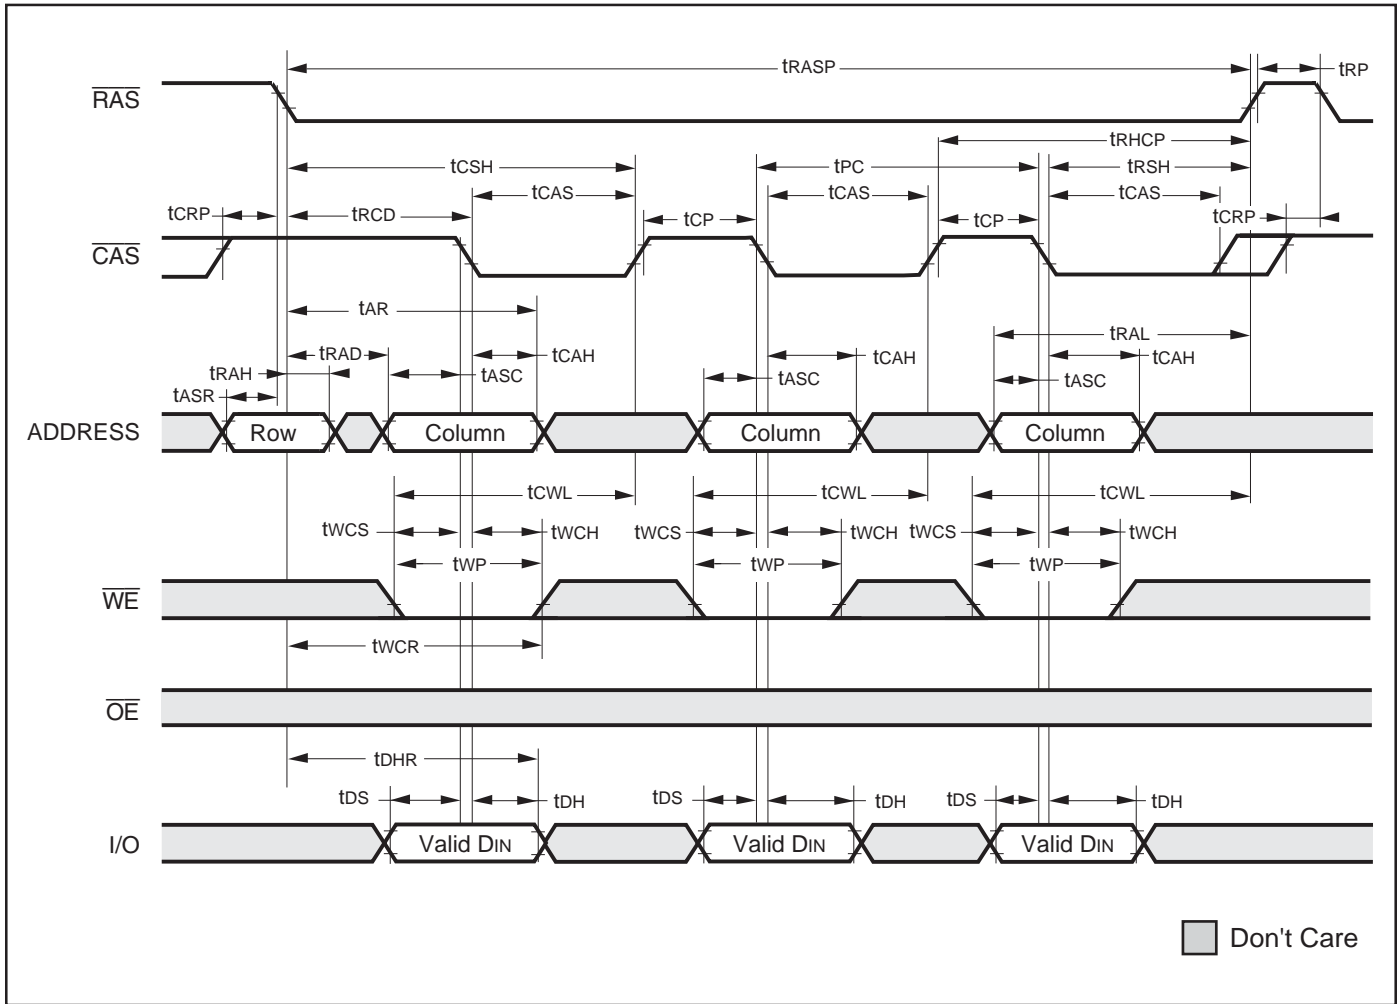 tRASP
tRP
RAS
tRHCP
tCSH
tPC
tRSH
tCAS
tCAS
tCAS
tCRP
tRCD
tCP
tCP
tCRP
CAS
tAR
tRAL
tRAD
tCAH
tCAH
tCAH
tRAH
tASC
tASC
tASC
tASR
ADDRESS
Row
Column
Column
Column
tCWL
tCWL
tCWL
tWCS
tWCH
tWCS
tWCH
tWCS
tWCH
tWP
tWP
tWP
WE
tWCR
OE
tDHR
tDS
tDH
tDS
tDH
tDS
tDH
I/O
Valid DIN
Valid DIN
Valid DIN
Don't Care